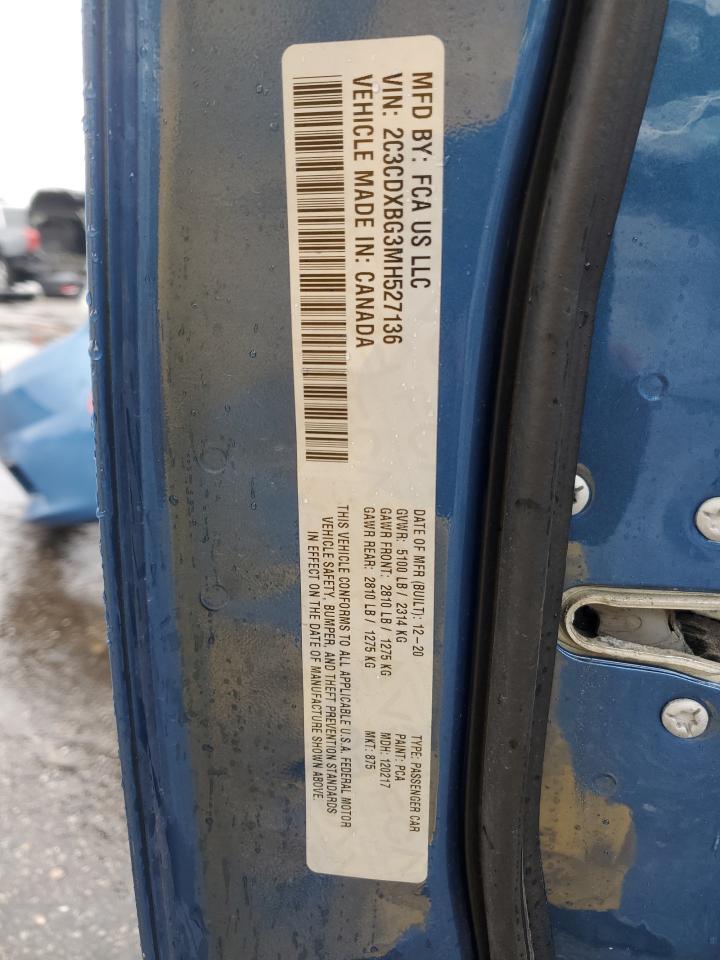 MFD BY: FCA US LLC
VIN: 2C3CDXBG3MH527136
VEHICLE MADE IN: CANADA
DATE OF MFR (BUILT): 12-20
GVWR: 5100 LB / 2314 KG
GAWR FRONT: 2810 LB / 1275 KG
GAWR REAR: 2810 LB / 1275 KG
TYPE: PASSENGER CAR
PAINT: PCA
MDH: 120217
MKT: 875
THIS VEHICLE CONFORMS TO ALL APPLICABLE U.S.A. FEDERAL MOTOR
VEHICLE SAFETY, BUMPER, AND THEFT PREVENTION STANDARDS
IN EFFECT ON THE DATE OF MANUFACTURE SHOWN ABOVE.